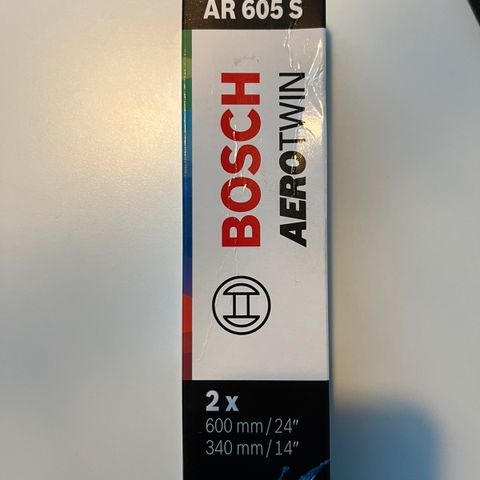 AR 605 S
BOSCH
AEROTWIN
2 x
600 mm / 24"
340 mm / 14"